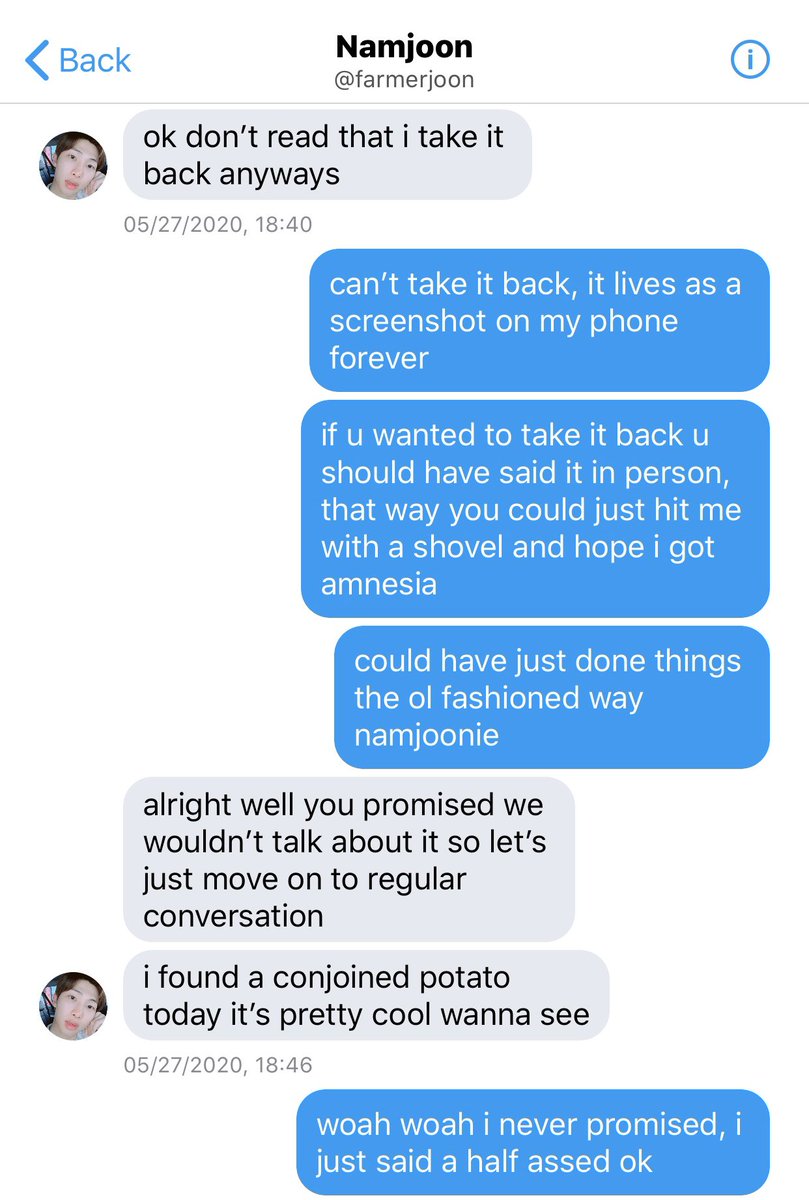 Back
Namjoon
@farmerjoon
ok don’t read that i take it
back anyways
05/27/2020, 18:40
can’t take it back, it lives as a
screenshot on my phone
forever
if u wanted to take it back u
should have said it in person,
that way you could just hit me
with a shovel and hope i got
amnesia
could have just done things
the ol fashioned way
namjoonie
alright well you promised we
wouldn’t talk about it so let’s
just move on to regular
conversation
i found a conjoined potato
today it’s pretty cool wanna see
05/27/2020, 18:46
woah woah i never promised, i
just said a half assed ok